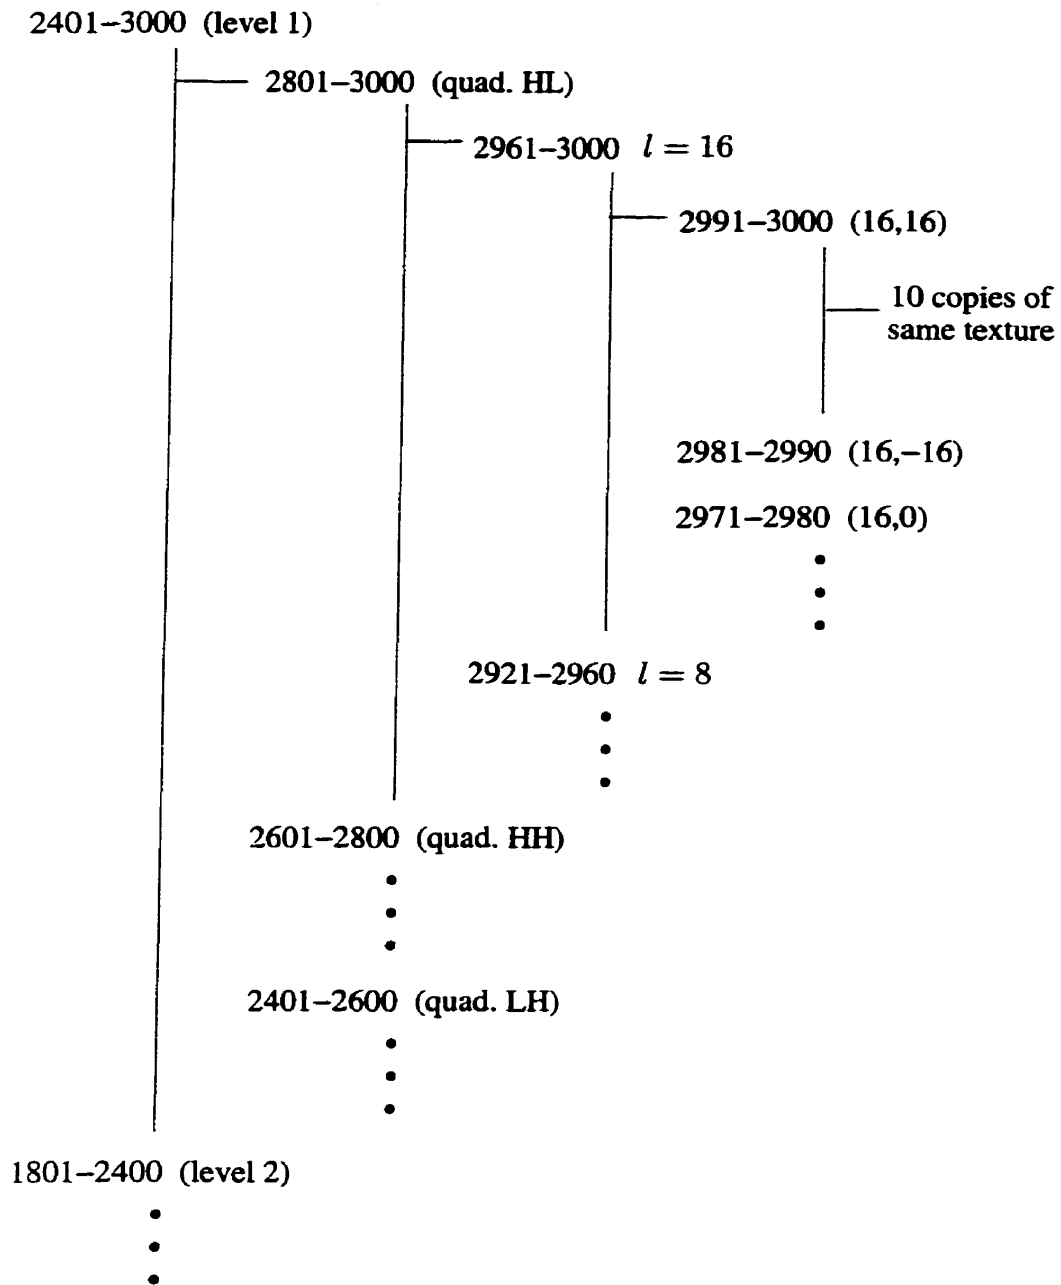 2401–3000 (level 1)
2801–3000 (quad. HL)
2961–3000 l = 16
2991–3000 (16,16)
10 copies of
same texture
2981–2990 (16,−16)
2971–2980 (16,0)
2921–2960 l = 8
2601–2800 (quad. HH)
2401–2600 (quad. LH)
1801–2400 (level 2)